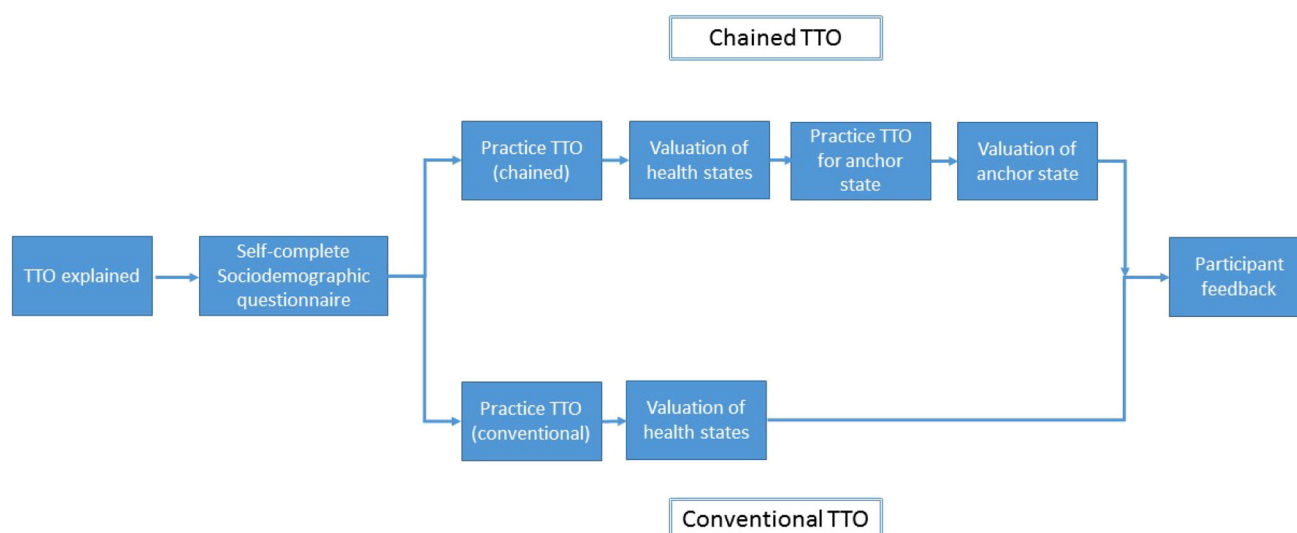 Chained TTO
Practice TTO
(chained)
Valuation of
health states
Practice TTO
for anchor
state
Valuation of
anchor state
TTO explained
Self-complete
Sociodemographic
questionnaire
Participant
feedback
Practice TTO
(conventional)
Valuation of
health states
Conventional TTO